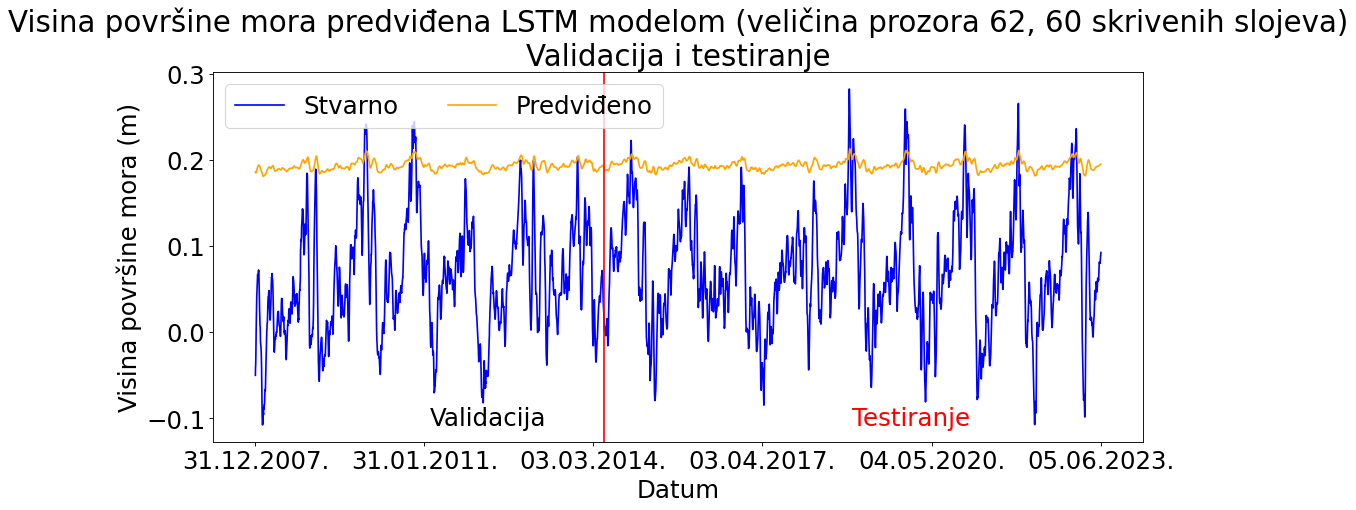 Visina površine mora predviđena LSTM modelom (veličina prozora 62, 60 skrivenih slojeva)
Validacija i testiranje
Stvarno
Predviđeno
Visina površine mora (m)
0.3
0.2
0.1
0.0
−0.1
Validacija
Testiranje
31.12.2007.
31.01.2011.
03.03.2014.
03.04.2017.
04.05.2020.
05.06.2023.
Datum